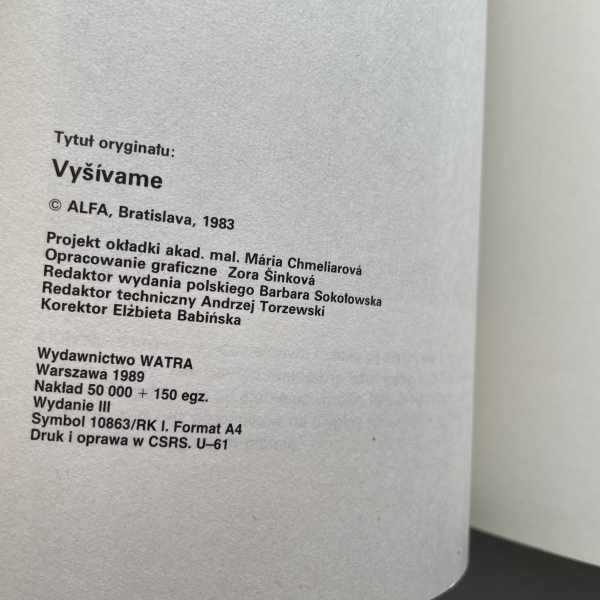 Tytuł oryginału:
Vyšívame
© ALFA, Bratislava, 1983
Projekt okładki akad. mal. Mária Chmeliarová
Opracowanie graficzne Zora Šinková
Redaktor wydania polskiego Barbara Sokołowska
Redaktor techniczny Andrzej Torzewski
Korektor Elżbieta Babińska
Wydawnictwo WATRA
Warszawa 1989
Nakład 50 000 + 150 egz.
Wydanie III
Symbol 10863/RK I. Format A4
Druk i oprawa w CSRS. U–61